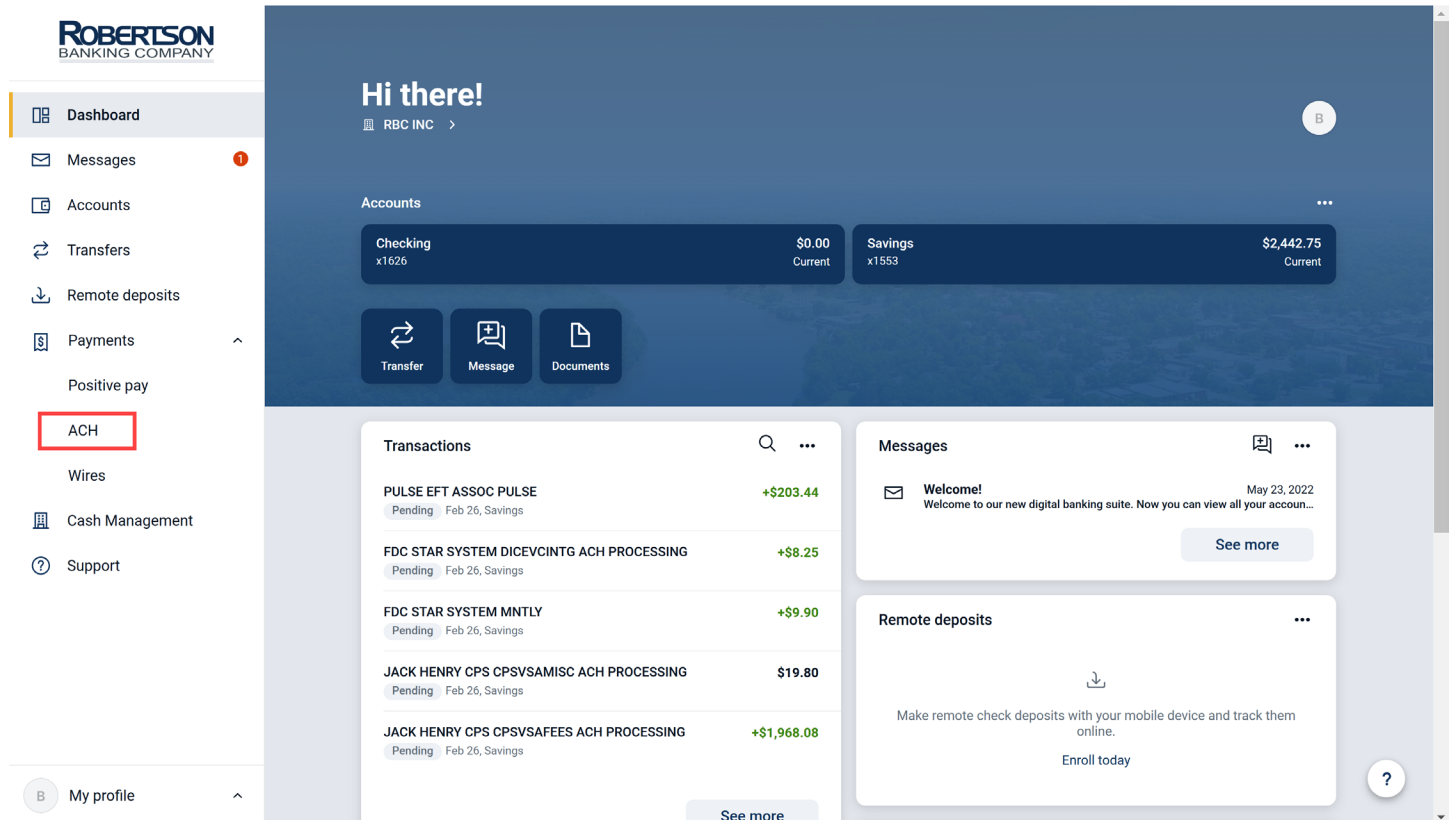 ROBERTSON
BANKING COMPANY
Dashboard
Messages
1
Accounts
Transfers
Remote deposits
Payments
Positive pay
ACH
Wires
Cash Management
Support
B
My profile
Hi there!
RBC INC
B
Accounts
Checking
$0.00
x1626
Current
Savings
$2,442.75
x1553
Current
Transfer
Message
Documents
Transactions
PULSE EFT ASSOC PULSE
+$203.44
Pending Feb 26, Savings
FDC STAR SYSTEM DICEVCINTG ACH PROCESSING
+$8.25
Pending Feb 26, Savings
FDC STAR SYSTEM MNTLY
+$9.90
Pending Feb 26, Savings
JACK HENRY CPS CPSVSAMISC ACH PROCESSING
$19.80
Pending Feb 26, Savings
JACK HENRY CPS CPSVSAFEES ACH PROCESSING
+$1,968.08
Pending Feb 26, Savings
See more
Messages
Welcome!
May 23, 2022
Welcome to our new digital banking suite. Now you can view all your accoun...
See more
Remote deposits
Make remote check deposits with your mobile device and track them
online.
Enroll today
?